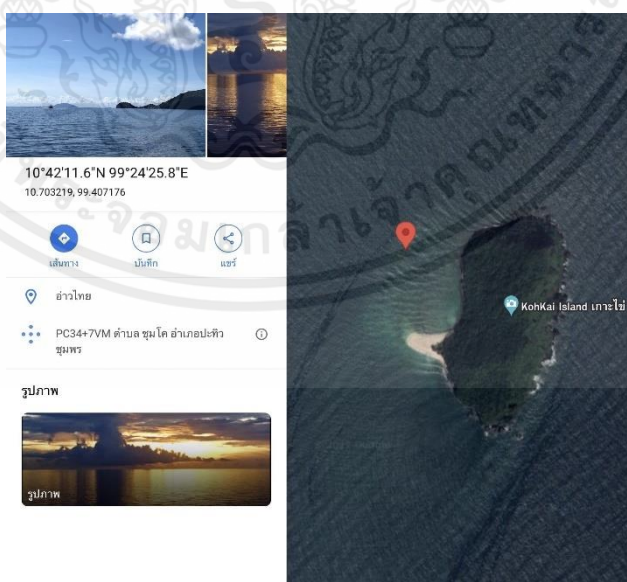 10°42'11.6"N 99°24'25.8"E
10.703219, 99.407176
เส้นทาง
บันทึก
แชร์
อ่าวไทย
PC34+7VM ตำบล ชุมโค อำเภอปะทิว
ชุมพร
รูปภาพ
รูปภาพ
KohKai Island เกาะไข่